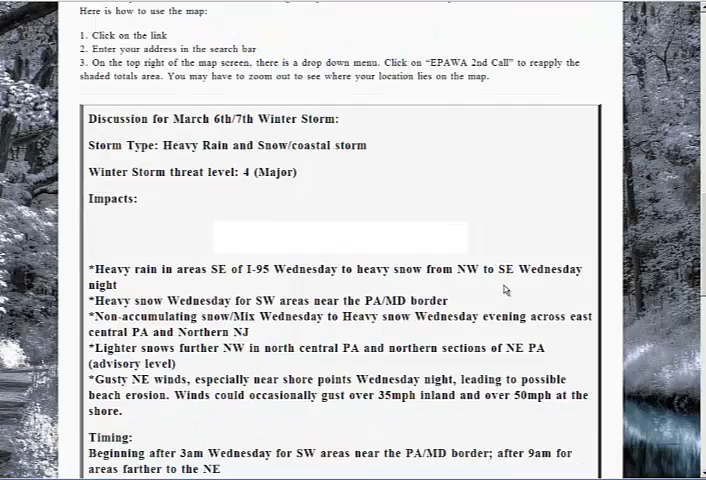 Here is how to use the map:
1. Click on the link
2. Enter your address in the search bar
3. On the top right of the map screen, there is a drop down menu. Click on “EPAWA 2nd Call” to reapply the
shaded totals area. You may have to zoom out to see where your location lies on the map.
Discussion for March 6th/7th Winter Storm:
Storm Type: Heavy Rain and Snow/coastal storm
Winter Storm threat level: 4 (Major)
Impacts:
*Heavy rain in areas SE of I-95 Wednesday to heavy snow from NW to SE Wednesday
night
*Heavy snow Wednesday for SW areas near the PA/MD border
*Non-accumulating snow/Mix Wednesday to Heavy snow Wednesday evening across east
central PA and Northern NJ
*Lighter snows further NW in north central PA and northern sections of NE PA
(advisory level)
*Gusty NE winds, especially near shore points Wednesday night, leading to possible
beach erosion. Winds could occasionally gust over 35mph inland and over 50mph at the
shore.
Timing:
Beginning after 3am Wednesday for SW areas near the PA/MD border; after 9am for
areas farther to the NE